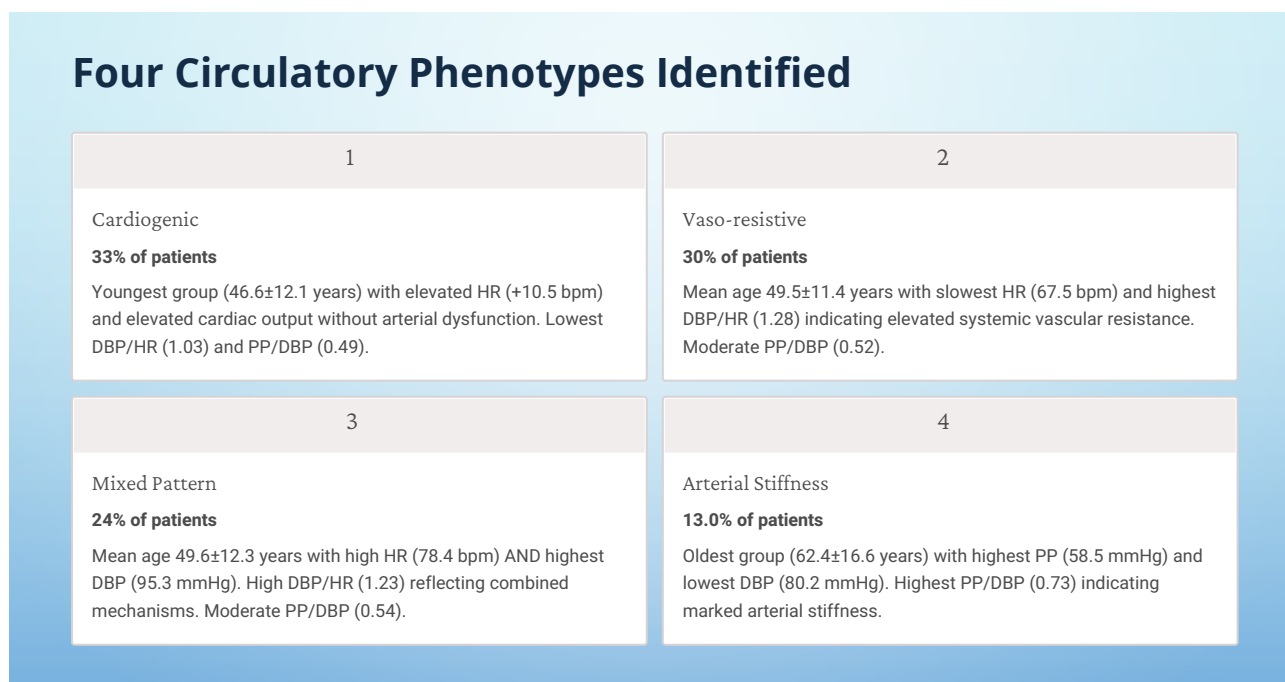 Four Circulatory Phenotypes Identified
1
Cardiogenic
33% of patients
Youngest group (46.6±12.1 years) with elevated HR (+10.5 bpm)
and elevated cardiac output without arterial dysfunction. Lowest
DBP/HR (1.03) and PP/DBP (0.49).
2
Vaso-resistive
30% of patients
Mean age 49.5±11.4 years with slowest HR (67.5 bpm) and highest
DBP/HR (1.28) indicating elevated systemic vascular resistance.
Moderate PP/DBP (0.52).
3
Mixed Pattern
24% of patients
Mean age 49.6±12.3 years with high HR (78.4 bpm) AND highest
DBP (95.3 mmHg). High DBP/HR (1.23) reflecting combined
mechanisms. Moderate PP/DBP (0.54).
4
Arterial Stiffness
13.0% of patients
Oldest group (62.4±16.6 years) with highest PP (58.5 mmHg) and
lowest DBP (80.2 mmHg). Highest PP/DBP (0.73) indicating
marked arterial stiffness.